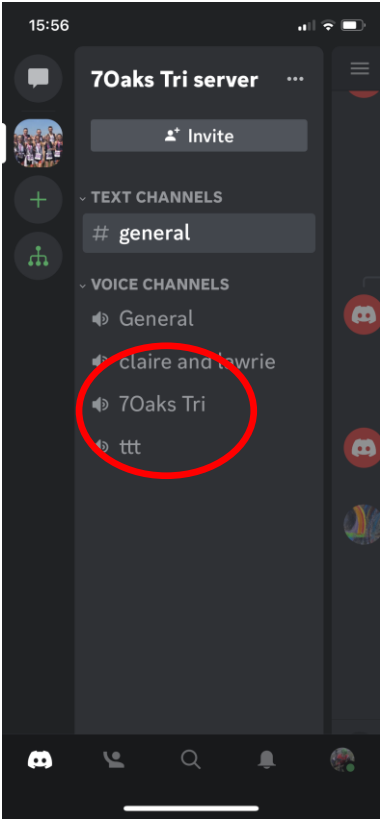 15:56
7Oaks Tri server
Invite
TEXT CHANNELS
# general
VOICE CHANNELS
General
claire and lawrie
7Oaks Tri
ttt